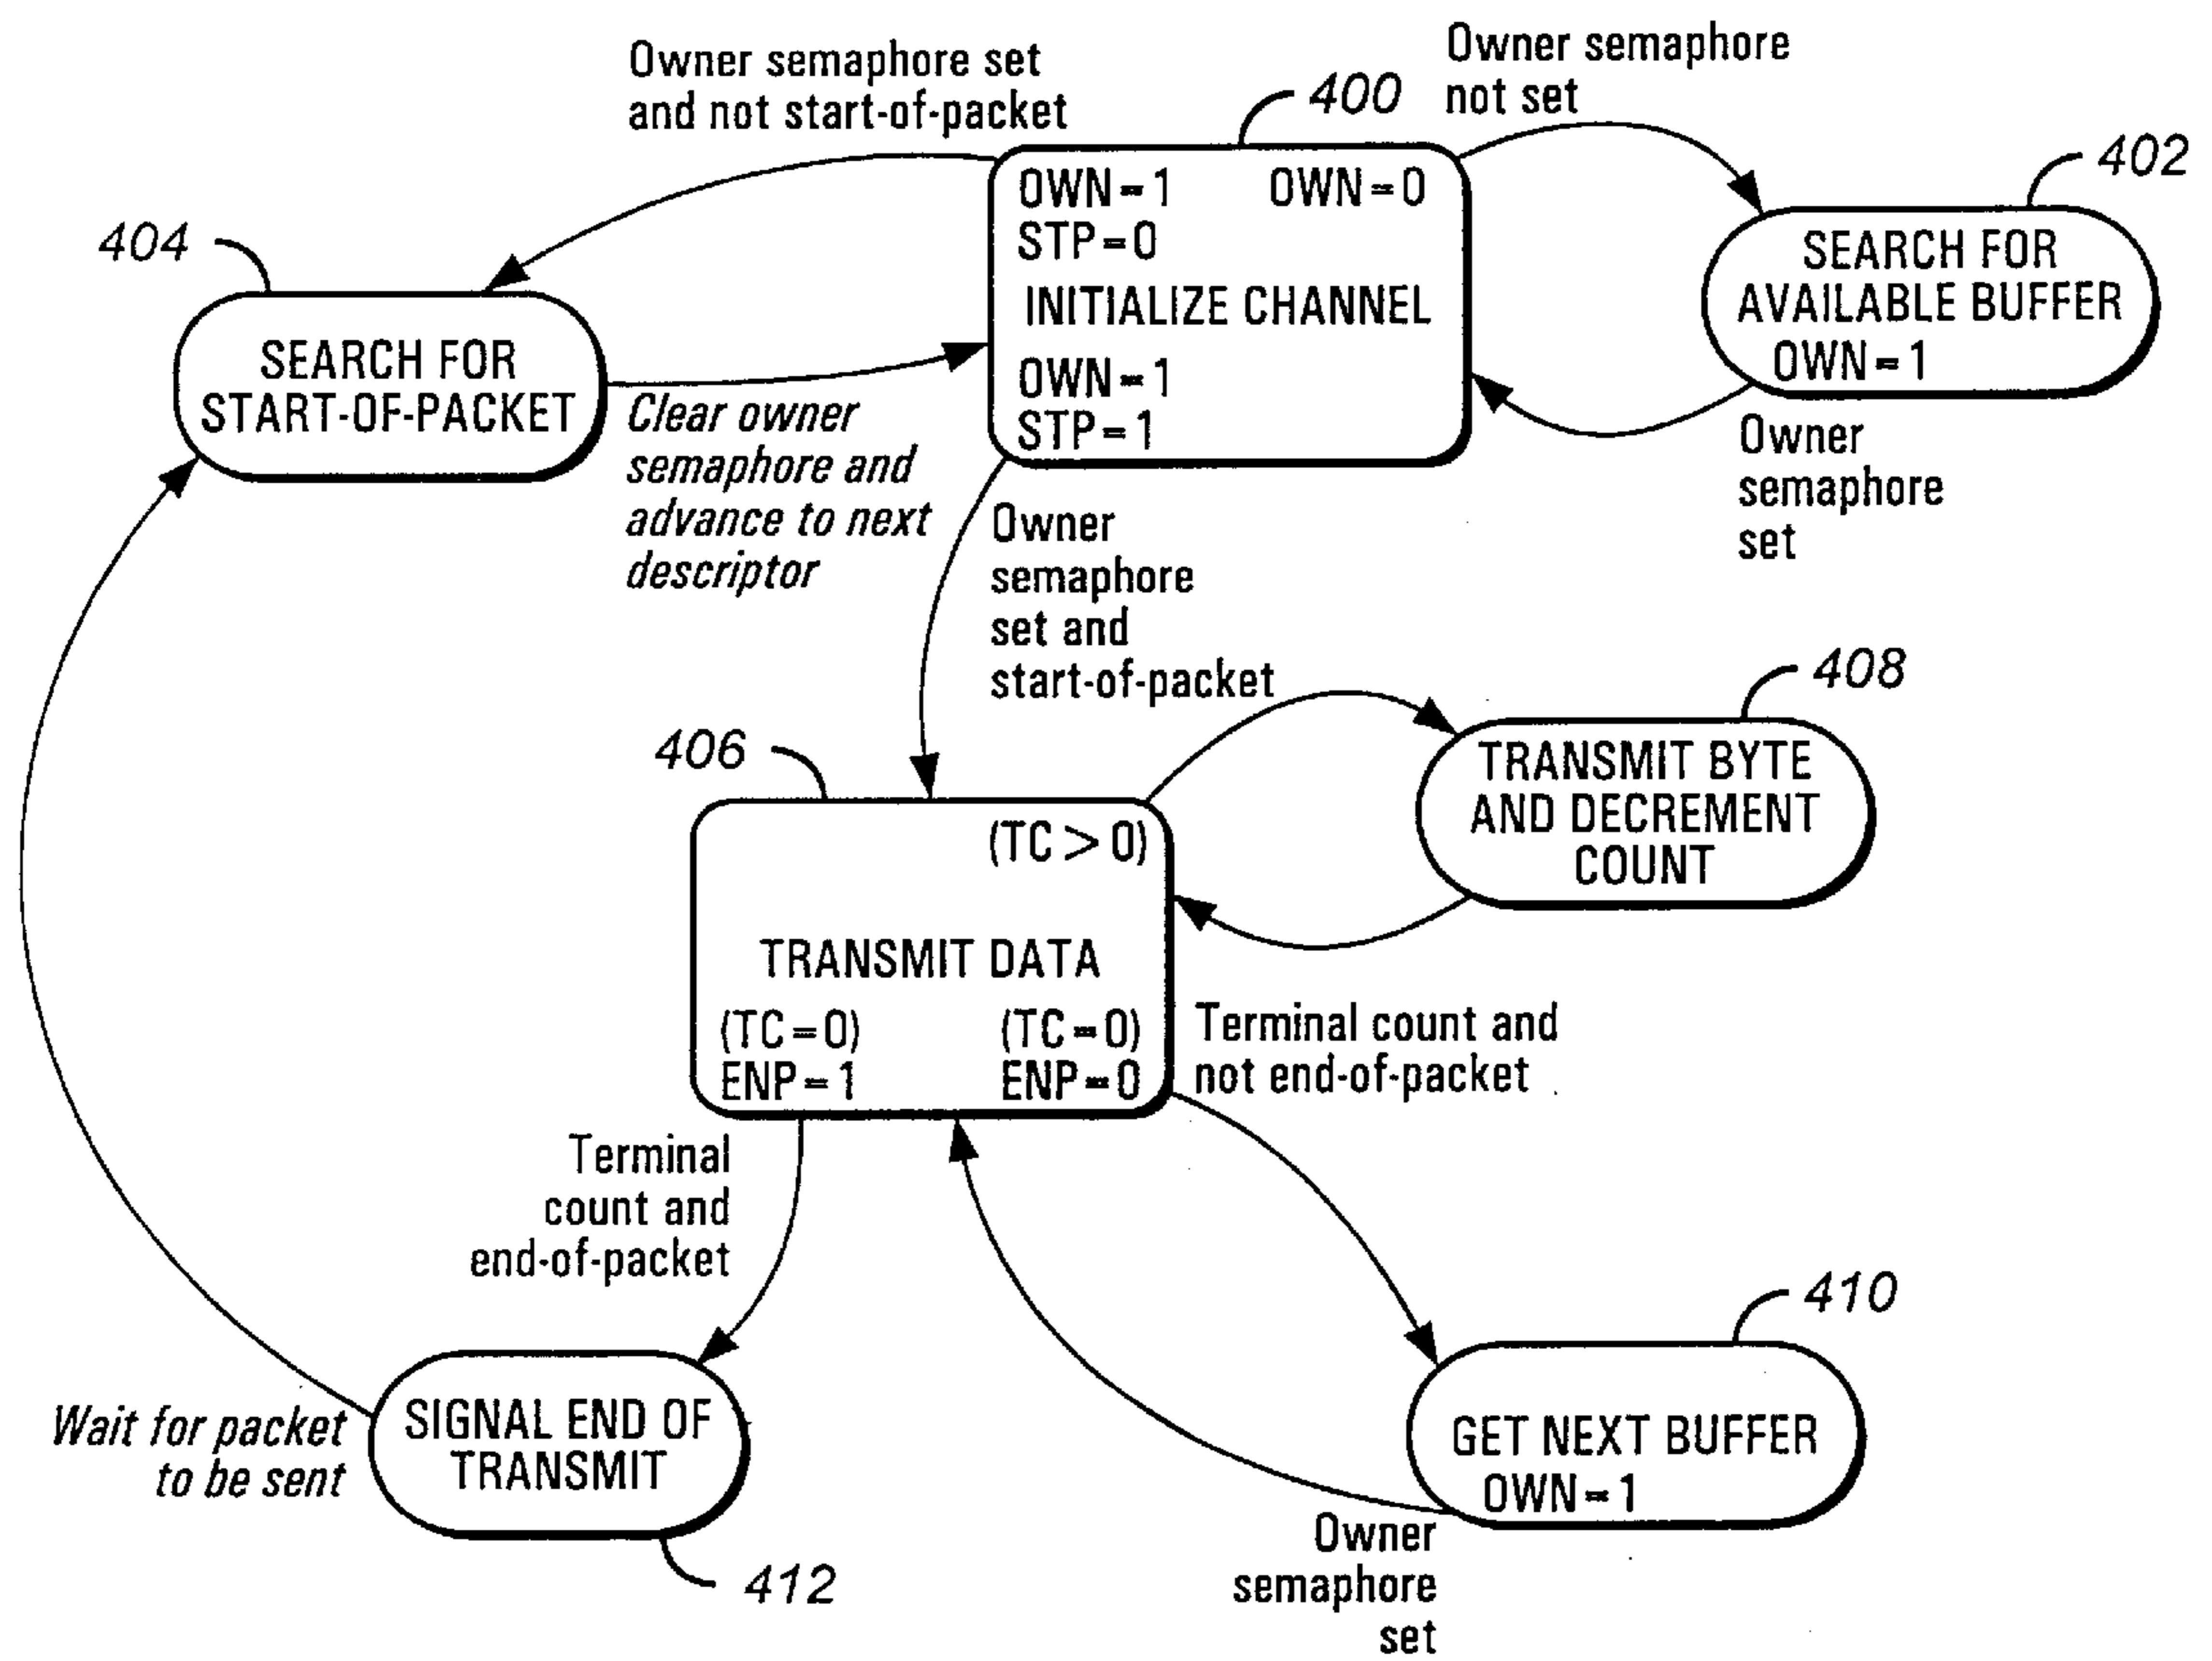 Owner semaphore set
and not start-of-packet
400
Owner semaphore
not set
402
OWN=1 OWN=0
STP=0
INITIALIZE CHANNEL
OWN=1
STP=1
SEARCH FOR
AVAILABLE BUFFER
OWN=1
404
SEARCH FOR
START-OF-PACKET
Clear owner
semaphore and
advance to next
descriptor
Owner
semaphore
set
Owner
semaphore
set and
start-of-packet
408
TRANSMIT BYTE
AND DECREMENT
COUNT
406
(TC>0)
TRANSMIT DATA
(TC=0) (TC=0)
ENP=1 ENP=0
Terminal count and
not end-of-packet
Terminal
count and
end-of-packet
410
GET NEXT BUFFER
OWN=1
Wait for packet
to be sent
SIGNAL END OF
TRANSMIT
412
Owner
semaphore
set